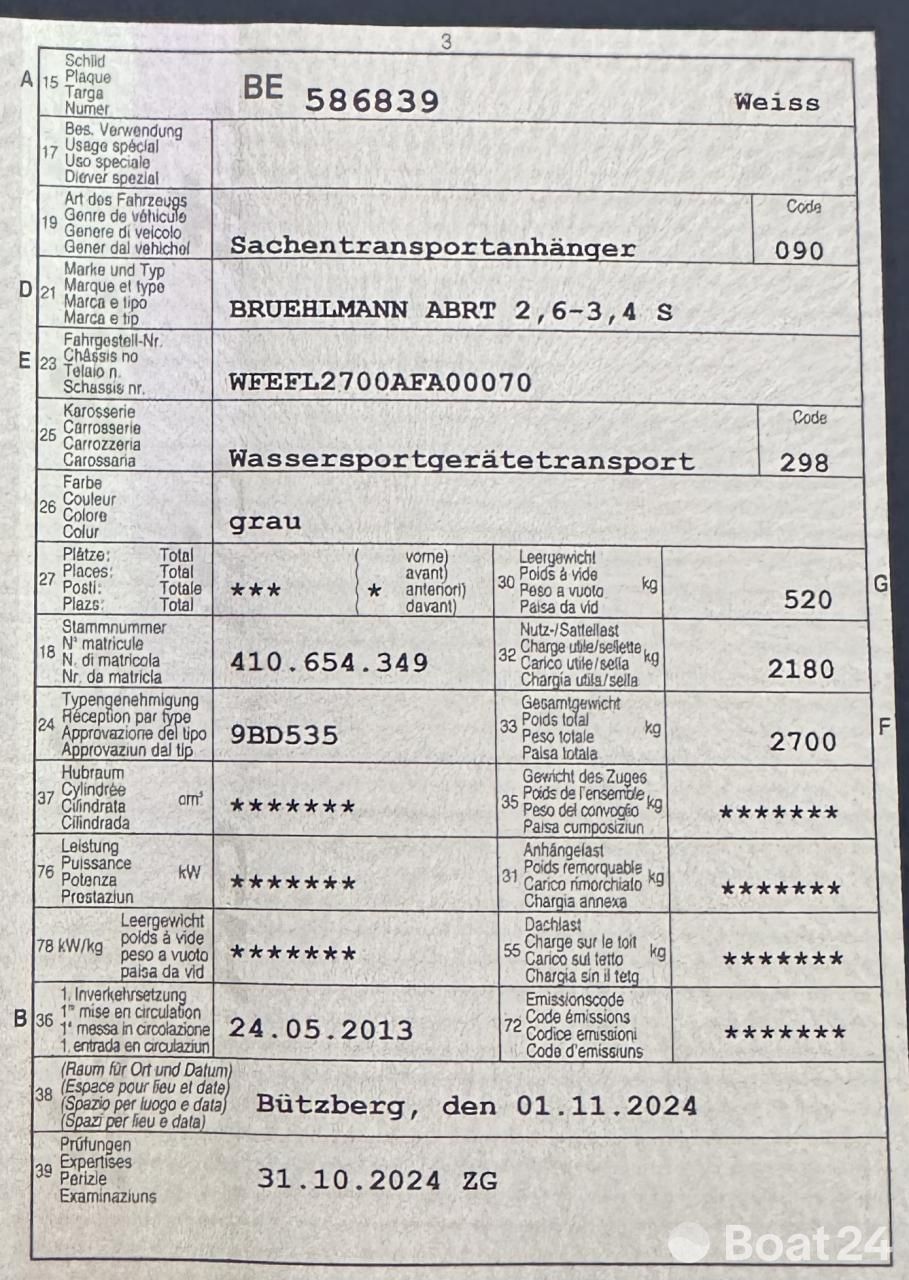 3
A 15 Schild
Plaque
Targa
Numer
BE 586839 Weiss
17 Bes. Verwendung
Usage spécial
Uso speciale
Diever spezial
19 Art des Fahrzeugs
Genre de véhicule
Genere di veicolo
Gener dal vehichel
Sachentransportanhänger
Code
090
D 21 Marke und Typ
Marque et type
Marca e tipo
Marca e tip
BRUEHLMANN ABRT 2,6-3,4 S
E 23 Fahrgestell-Nr.
Châssis no
Telaio n.
Schassis nr.
WFEFL2700AFA00070
25 Karosserie
Carrosserie
Carrozzeria
Carossaria
Wassersportgerätetransport
Code
298
26 Farbe
Couleur
Colore
Colur
grau
27 Plätze: Total
Places: Total
Posti: Totale
Plazs: Total
*** ( * vorne)
avant)
anteriori)
davant)
30 Leergewicht
Poids à vide
Peso a vuoto
Paisa da vid
kg
520
G
18 Stammnummer
N° matricule
N. di matricola
Nr. da matricla
410.654.349
32 Nutz-/Sattellast
Charge utile/sellette
Carico utile/sella
Chargia utila/sella
kg
2180
24 Typengenehmigung
Réception par type
Approvazione del tipo
Approvaziun dal tip
9BD535
33 Gesamtgewicht
Poids total
Peso totale
Paisa totala
kg
2700
F
37 Hubraum
Cylindrée
Cilindrata
Cilindrada
cm³
*******
35 Gewicht des Zuges
Poids de l'ensemble
Peso del convoglio
Paisa cumposiziun
kg
*******
76 Leistung
Puissance
Potenza
Prestaziun
kW
*******
31 Anhängelast
Poids remorquable
Carico rimorchiato
Chargia annexa
kg
*******
78 kW/kg Leergewicht
poids à vide
peso a vuoto
paisa da vid
*******
55 Dachlast
Charge sur le toit
Carico sul tetto
Chargia sin il tetg
kg
*******
B 36 1. Inverkehrsetzung
1re mise en circulation
1a messa in circolazione
1. entrada en circulaziun
24.05.2013
72 Emissionscode
Code émissions
Codice emissioni
Code d'emissiuns
*******
38 (Raum für Ort und Datum)
(Espace pour lieu et date)
(Spazio per luogo e data)
(Spazi per lieu e data)
Bützberg, den 01.11.2024
39 Prüfungen
Expertises
Perizie
Examinaziuns
31.10.2024 ZG
Boat24